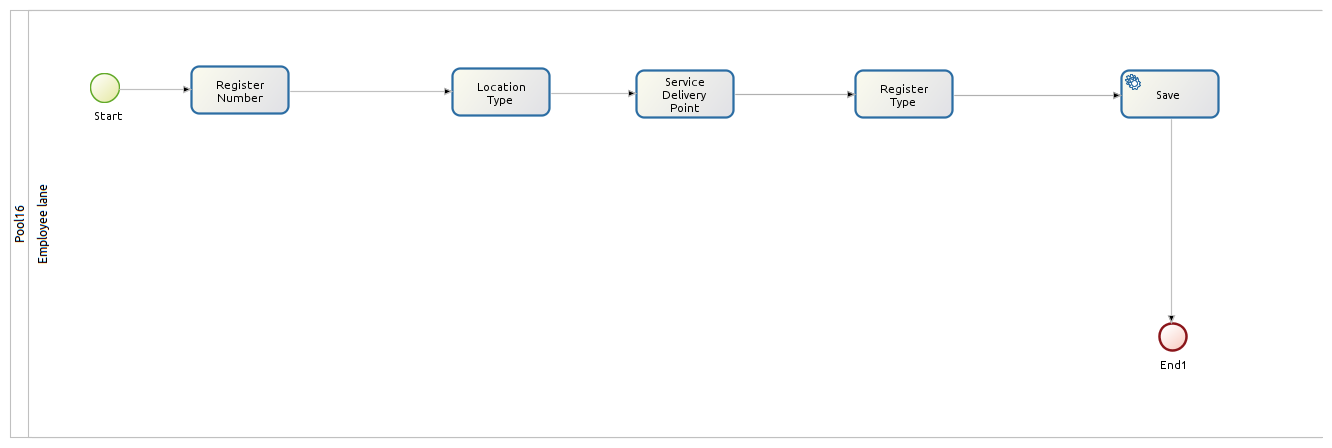 Pool16
Employee lane
Start
Register
Number
Location
Type
Service
Delivery
Point
Register
Type
Save
End1